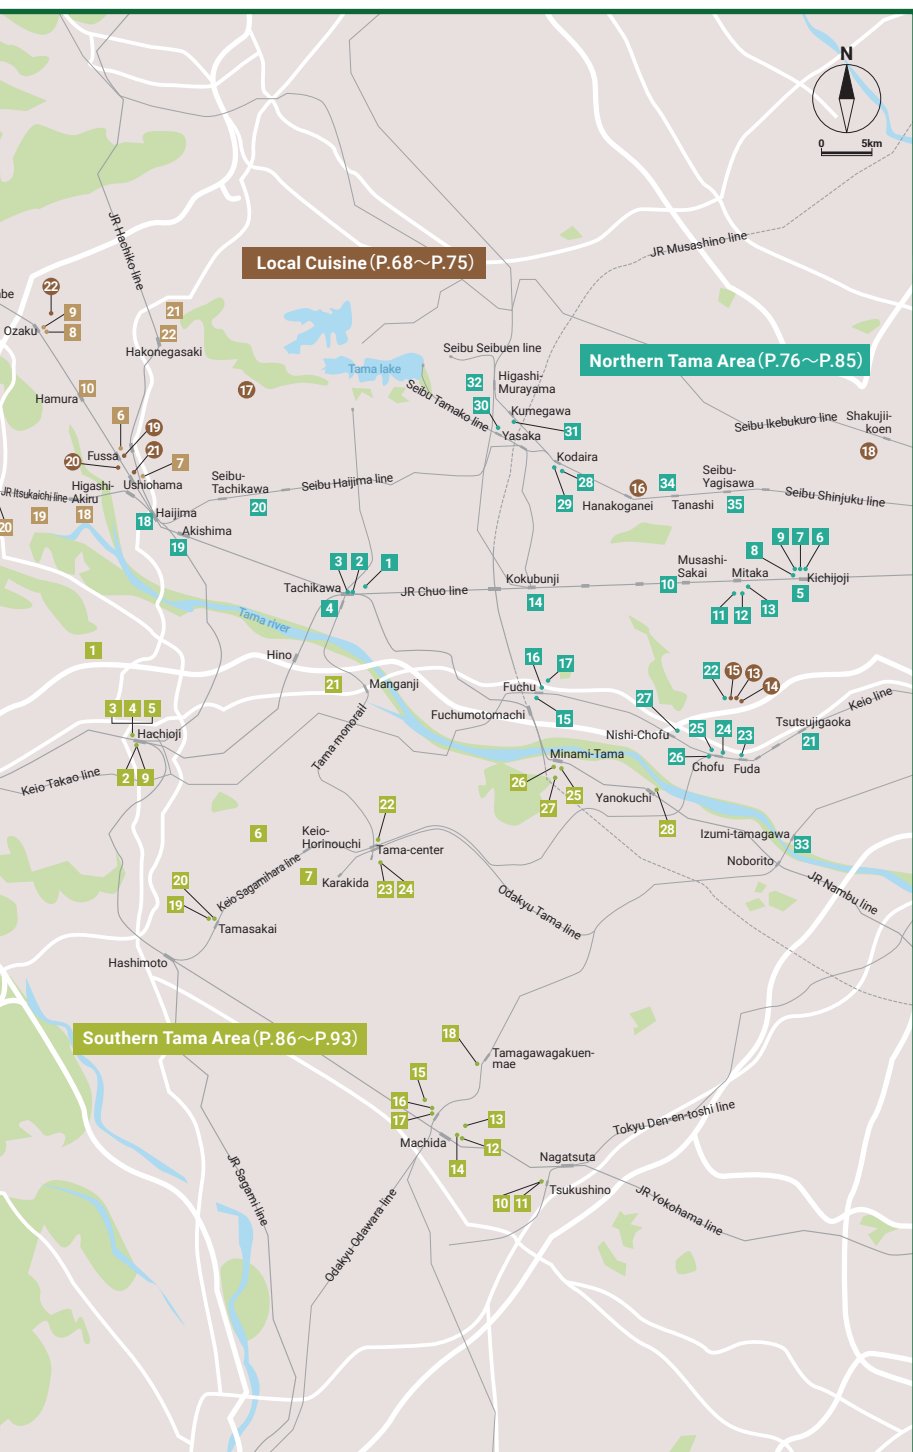 N
0 5km
JR Hachiko line
JR Musashino line
Local Cuisine(P.68～P.75)
22
9
8
Ozaku
21
22
Hakonegasaki
Tama lake
Seibu Seibuen line
Northern Tama Area(P.76～P.85)
32
Higashi-
Murayama
Seibu Tamako line
30
Kumegawa
31
Yasaka
Seibu Ikebukuro line
Shakujii-
koen
18
17
10
Hamura
6
19
Fussa
21
20
7
Ushiohama
Higashi-
Akiru
JR Itsukaichi line
20
19
18
18
Haijima
19
Akishima
Seibu-
Tachikawa
20
Seibu Haijima line
Kodaira
28
29
16
Hanakoganei
34
Tanashi
Seibu-
Yagisawa
35
Seibu Shinjuku line
3
2
1
Tachikawa
4
JR Chuo line
Kokubunji
14
10
Musashi-
Sakai
Mitaka
8
9
7
6
Kichijoji
5
11
12
13
Tama river
1
Hino
21
Manganji
Tama monorail
16
17
Fuchu
15
Fuchumotomachi
22
15
13
14
27
Nishi-Chofu
25
24
23
26
Chofu
Fuda
Tsutsujigaoka
21
Keio line
3
4
5
Hachioji
2
9
Keio Takao line
Minami-Tama
26
25
27
Yanokuchi
28
Izumi-tamagawa
33
Noborito
JR Nambu line
6
Keio-
Horinouchi
22
Tama-center
7
Karakida
23
24
Keio Sagamihara line
20
19
Tamasakai
Odakyu Tama line
Hashimoto
Southern Tama Area(P.86～P.93)
18
Tamagawagakuen-
mae
15
16
17
13
12
14
Machida
Tokyu Den-en-toshi line
Nagatsuta
10
11
Tsukushino
JR Yokohama line
JR Sagami line
Odakyu Odawara line